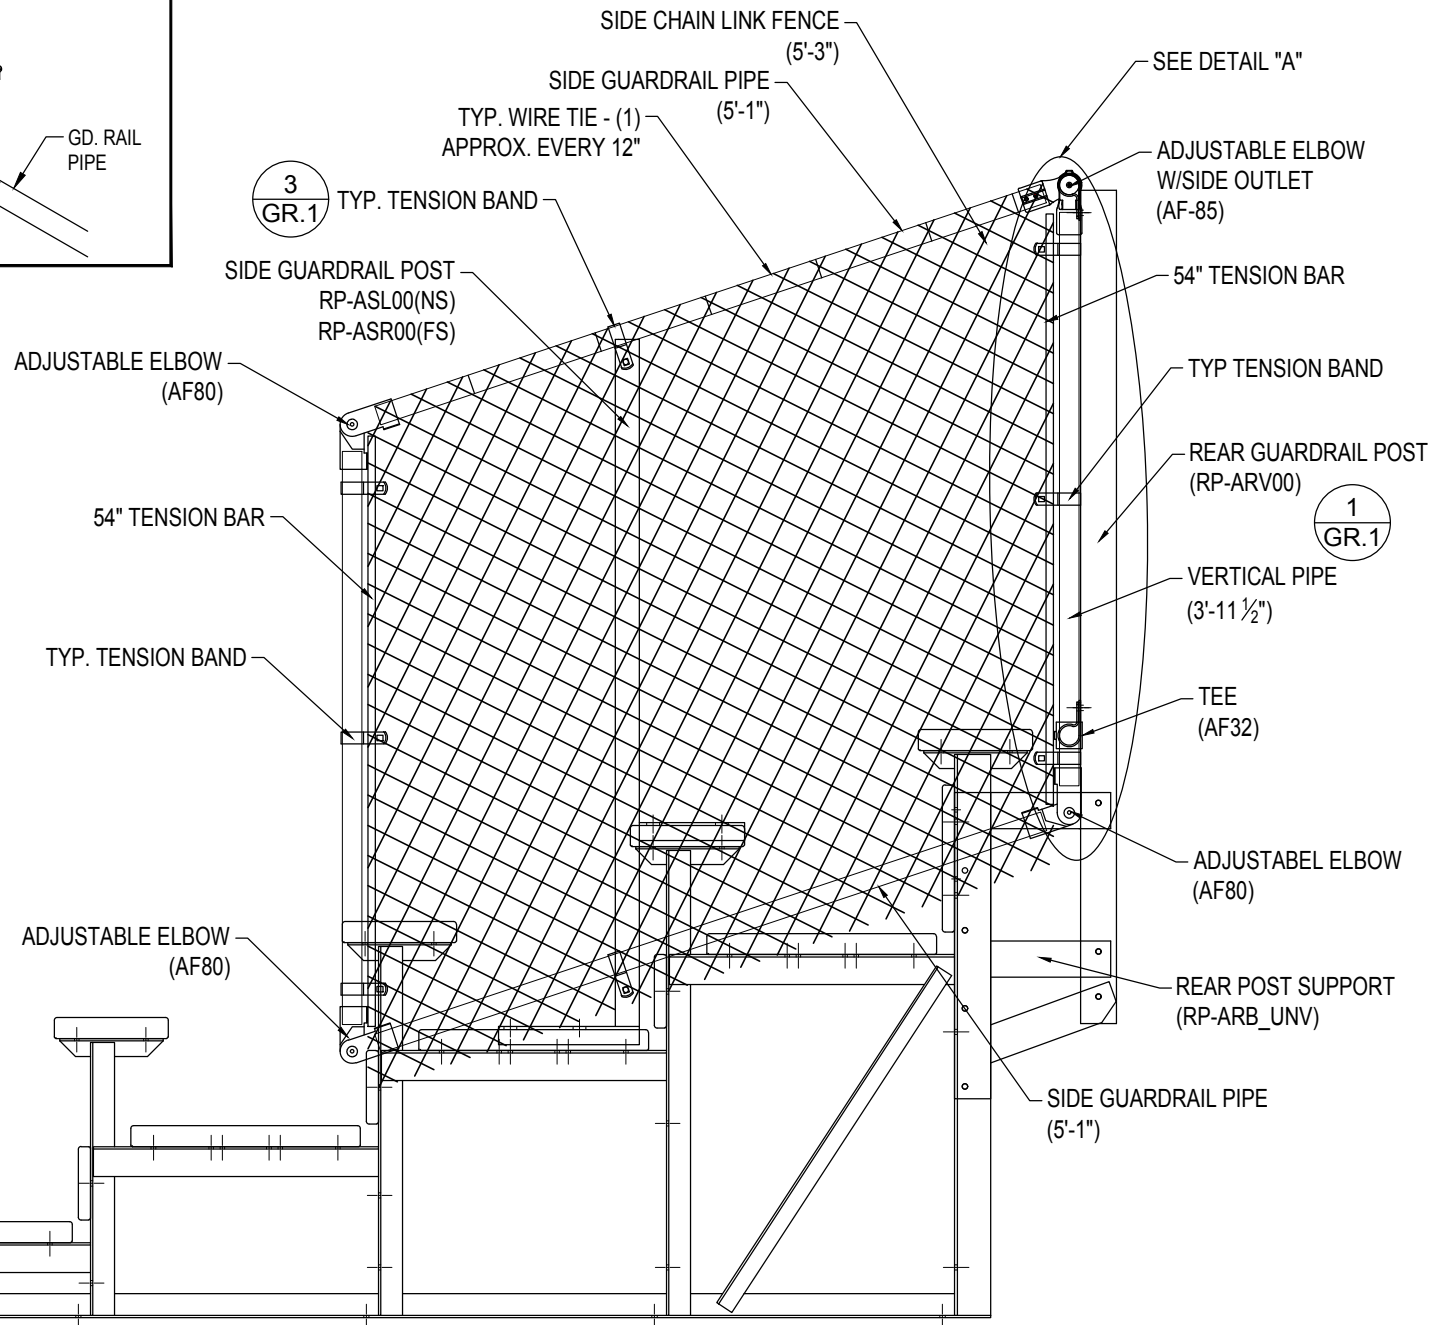 GD. RAIL
PIPE
SIDE CHAIN LINK FENCE
(5'-3")
SIDE GUARDRAIL PIPE
(5'-1")
TYP. WIRE TIE - (1)
APPROX. EVERY 12"
3
GR.1
TYP. TENSION BAND
SIDE GUARDRAIL POST
RP-ASL00(NS)
RP-ASR00(FS)
ADJUSTABLE ELBOW
(AF80)
54" TENSION BAR
TYP. TENSION BAND
ADJUSTABLE ELBOW
(AF80)
SEE DETAIL "A"
ADJUSTABLE ELBOW
W/SIDE OUTLET
(AF-85)
54" TENSION BAR
TYP TENSION BAND
REAR GUARDRAIL POST
(RP-ARV00)
1
GR.1
VERTICAL PIPE
(3'-11 ½")
TEE
(AF32)
ADJUSTABEL ELBOW
(AF80)
REAR POST SUPPORT
(RP-ARB_UNV)
SIDE GUARDRAIL PIPE
(5'-1")